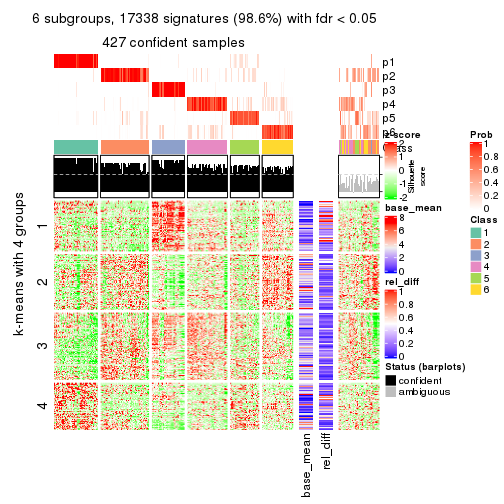 6 subgroups, 17338 signatures (98.6%) with fdr < 0.05
427 confident samples
k-means with 4 groups
1
2
3
4
p1
p2
p3
p4
p5
p6
Class
Silhouette score
base_mean
rel_diff
z-score
2
1
0
-1
-2
base_mean
8
6
4
2
0
rel_diff
1
0.8
0.6
0.4
0.2
0
Status (barplots)
confident
ambiguous
Prob
1
0.8
0.6
0.4
0.2
0
Class
1
2
3
4
5
6